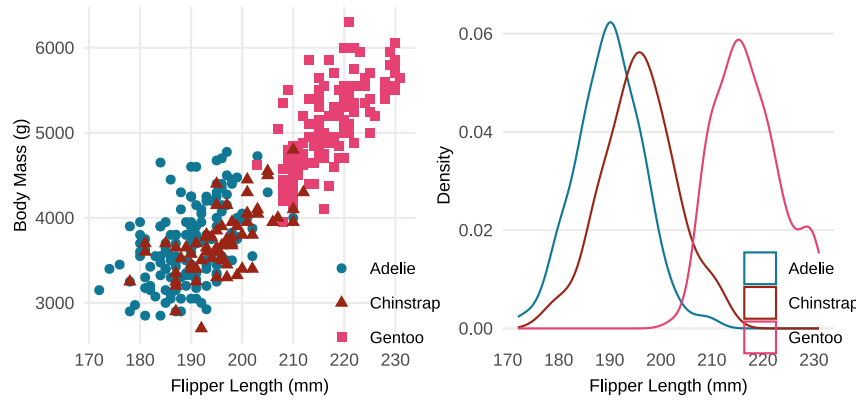 6000
5000
4000
3000
Body Mass (g)
170 180 190 200 210 220 230
Flipper Length (mm)
Adelie
Chinstrap
Gentoo
0.06
0.04
0.02
0.00
Density
170 180 190 200 210 220 230
Flipper Length (mm)
Adelie
Chinstrap
Gentoo